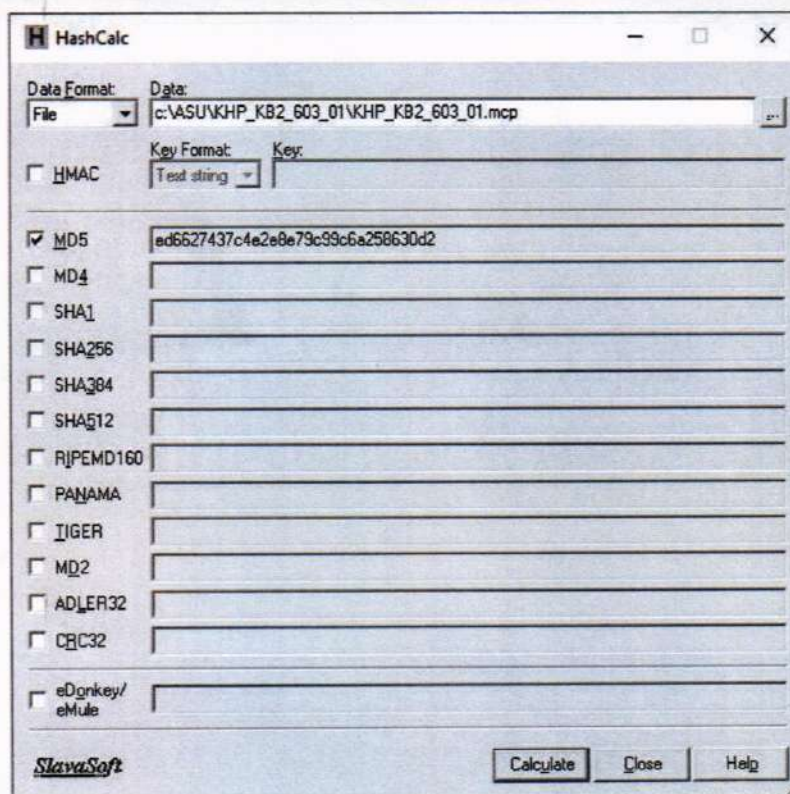 HashCalc
Data Format: Data:
File c:\ASU\KHP_KB2_603_01\KHP_KB2_603_01.mcp ...
Key Format: Key:
HMAC Text string
MD5 ed6627437c4e2e8e79c99c6a258630d2
MD4
SHA1
SHA256
SHA384
SHA512
RIPEMD160
PANAMA
TIGER
MD2
ADLER32
CRC32
eDonkey/
eMule
SlavaSoft Calculate Close Help